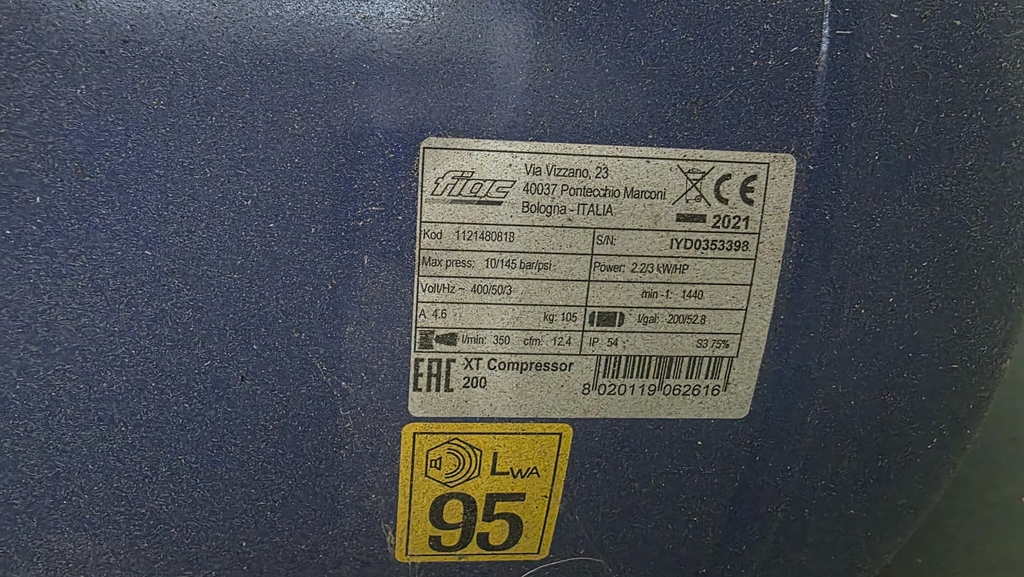 fiac
Via Vizzano, 23
40037 Pontecchio Marconi
Bologna - ITALIA
CE
2021
Kod 1121480818
S/N: IYD0353398
Max press: 10/145 bar/psi
Power: 2.2/3 kW/HP
Volt/Hz ~ 400/50/3
min -1: 1440
A 4.6 kg: 105
l/gal: 200/52.8
l/min: 350 cfm: 12.4
IP 54 S3 75%
EAC
XT Compressor
200
8 020119 062616
LWA
95